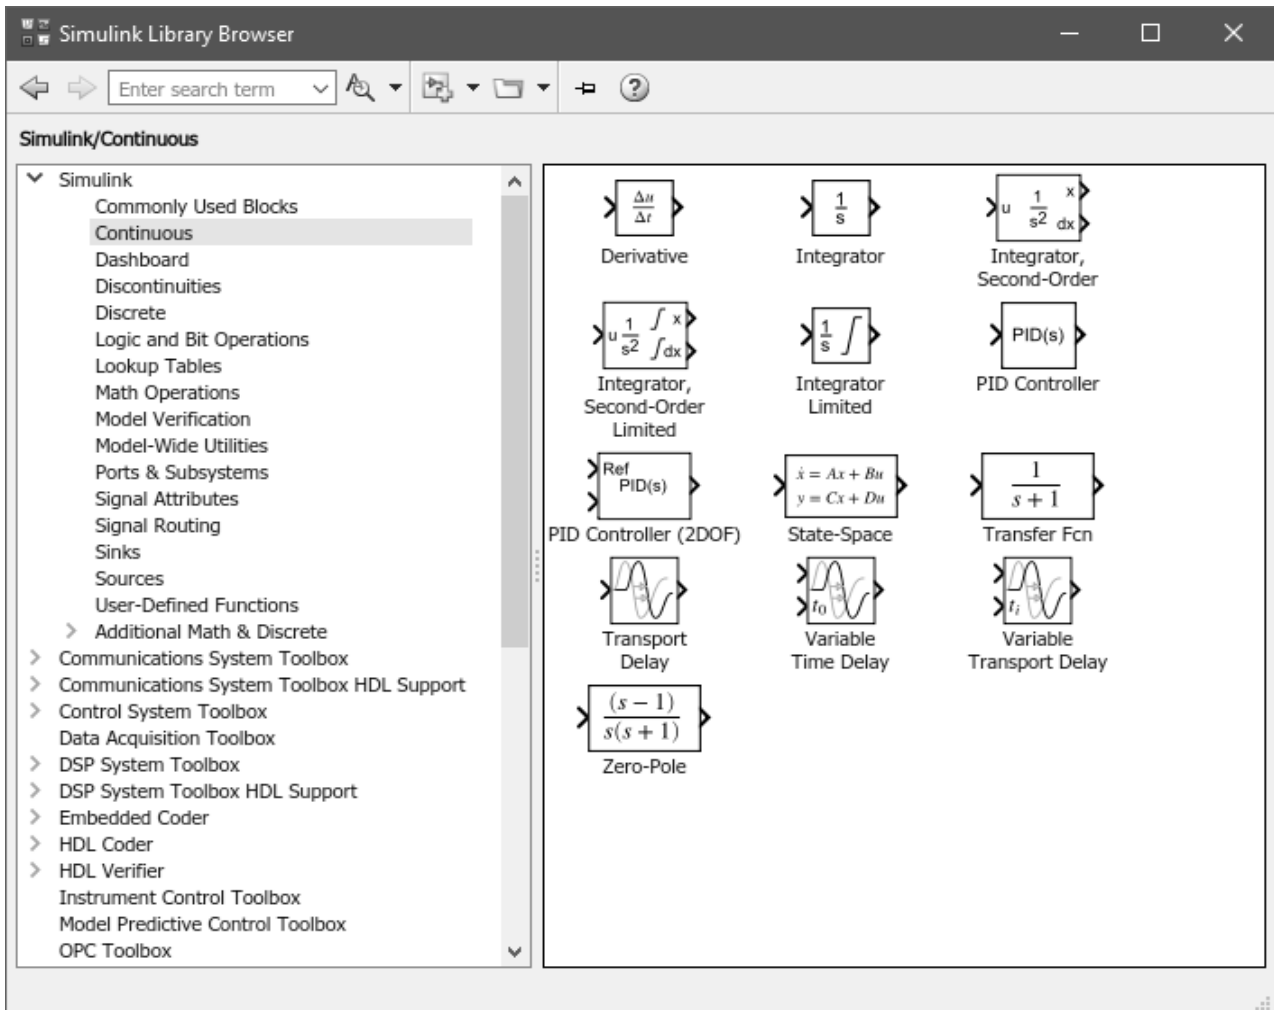 Simulink Library Browser
Enter search term
Simulink/Continuous
Simulink
Commonly Used Blocks
Continuous
Dashboard
Discontinuities
Discrete
Logic and Bit Operations
Lookup Tables
Math Operations
Model Verification
Model-Wide Utilities
Ports & Subsystems
Signal Attributes
Signal Routing
Sinks
Sources
User-Defined Functions
Additional Math & Discrete
Communications System Toolbox
Communications System Toolbox HDL Support
Control System Toolbox
Data Acquisition Toolbox
DSP System Toolbox
DSP System Toolbox HDL Support
Embedded Coder
HDL Coder
HDL Verifier
Instrument Control Toolbox
Model Predictive Control Toolbox
OPC Toolbox
Δu
Δt
Derivative
1
s
Integrator
u 1 x
s2 dx
Integrator,
Second-Order
u 1 ∫ x
s2 ∫ dx
Integrator,
Second-Order
Limited
1 ∫
s
Integrator
Limited
PID(s)
PID Controller
Ref
PID(s)
PID Controller (2DOF)
ẋ = Ax + Bu
y = Cx + Du
State-Space
1
s + 1
Transfer Fcn
Transport
Delay
t0
Variable
Time Delay
ti
Variable
Transport Delay
(s − 1)
s(s + 1)
Zero-Pole